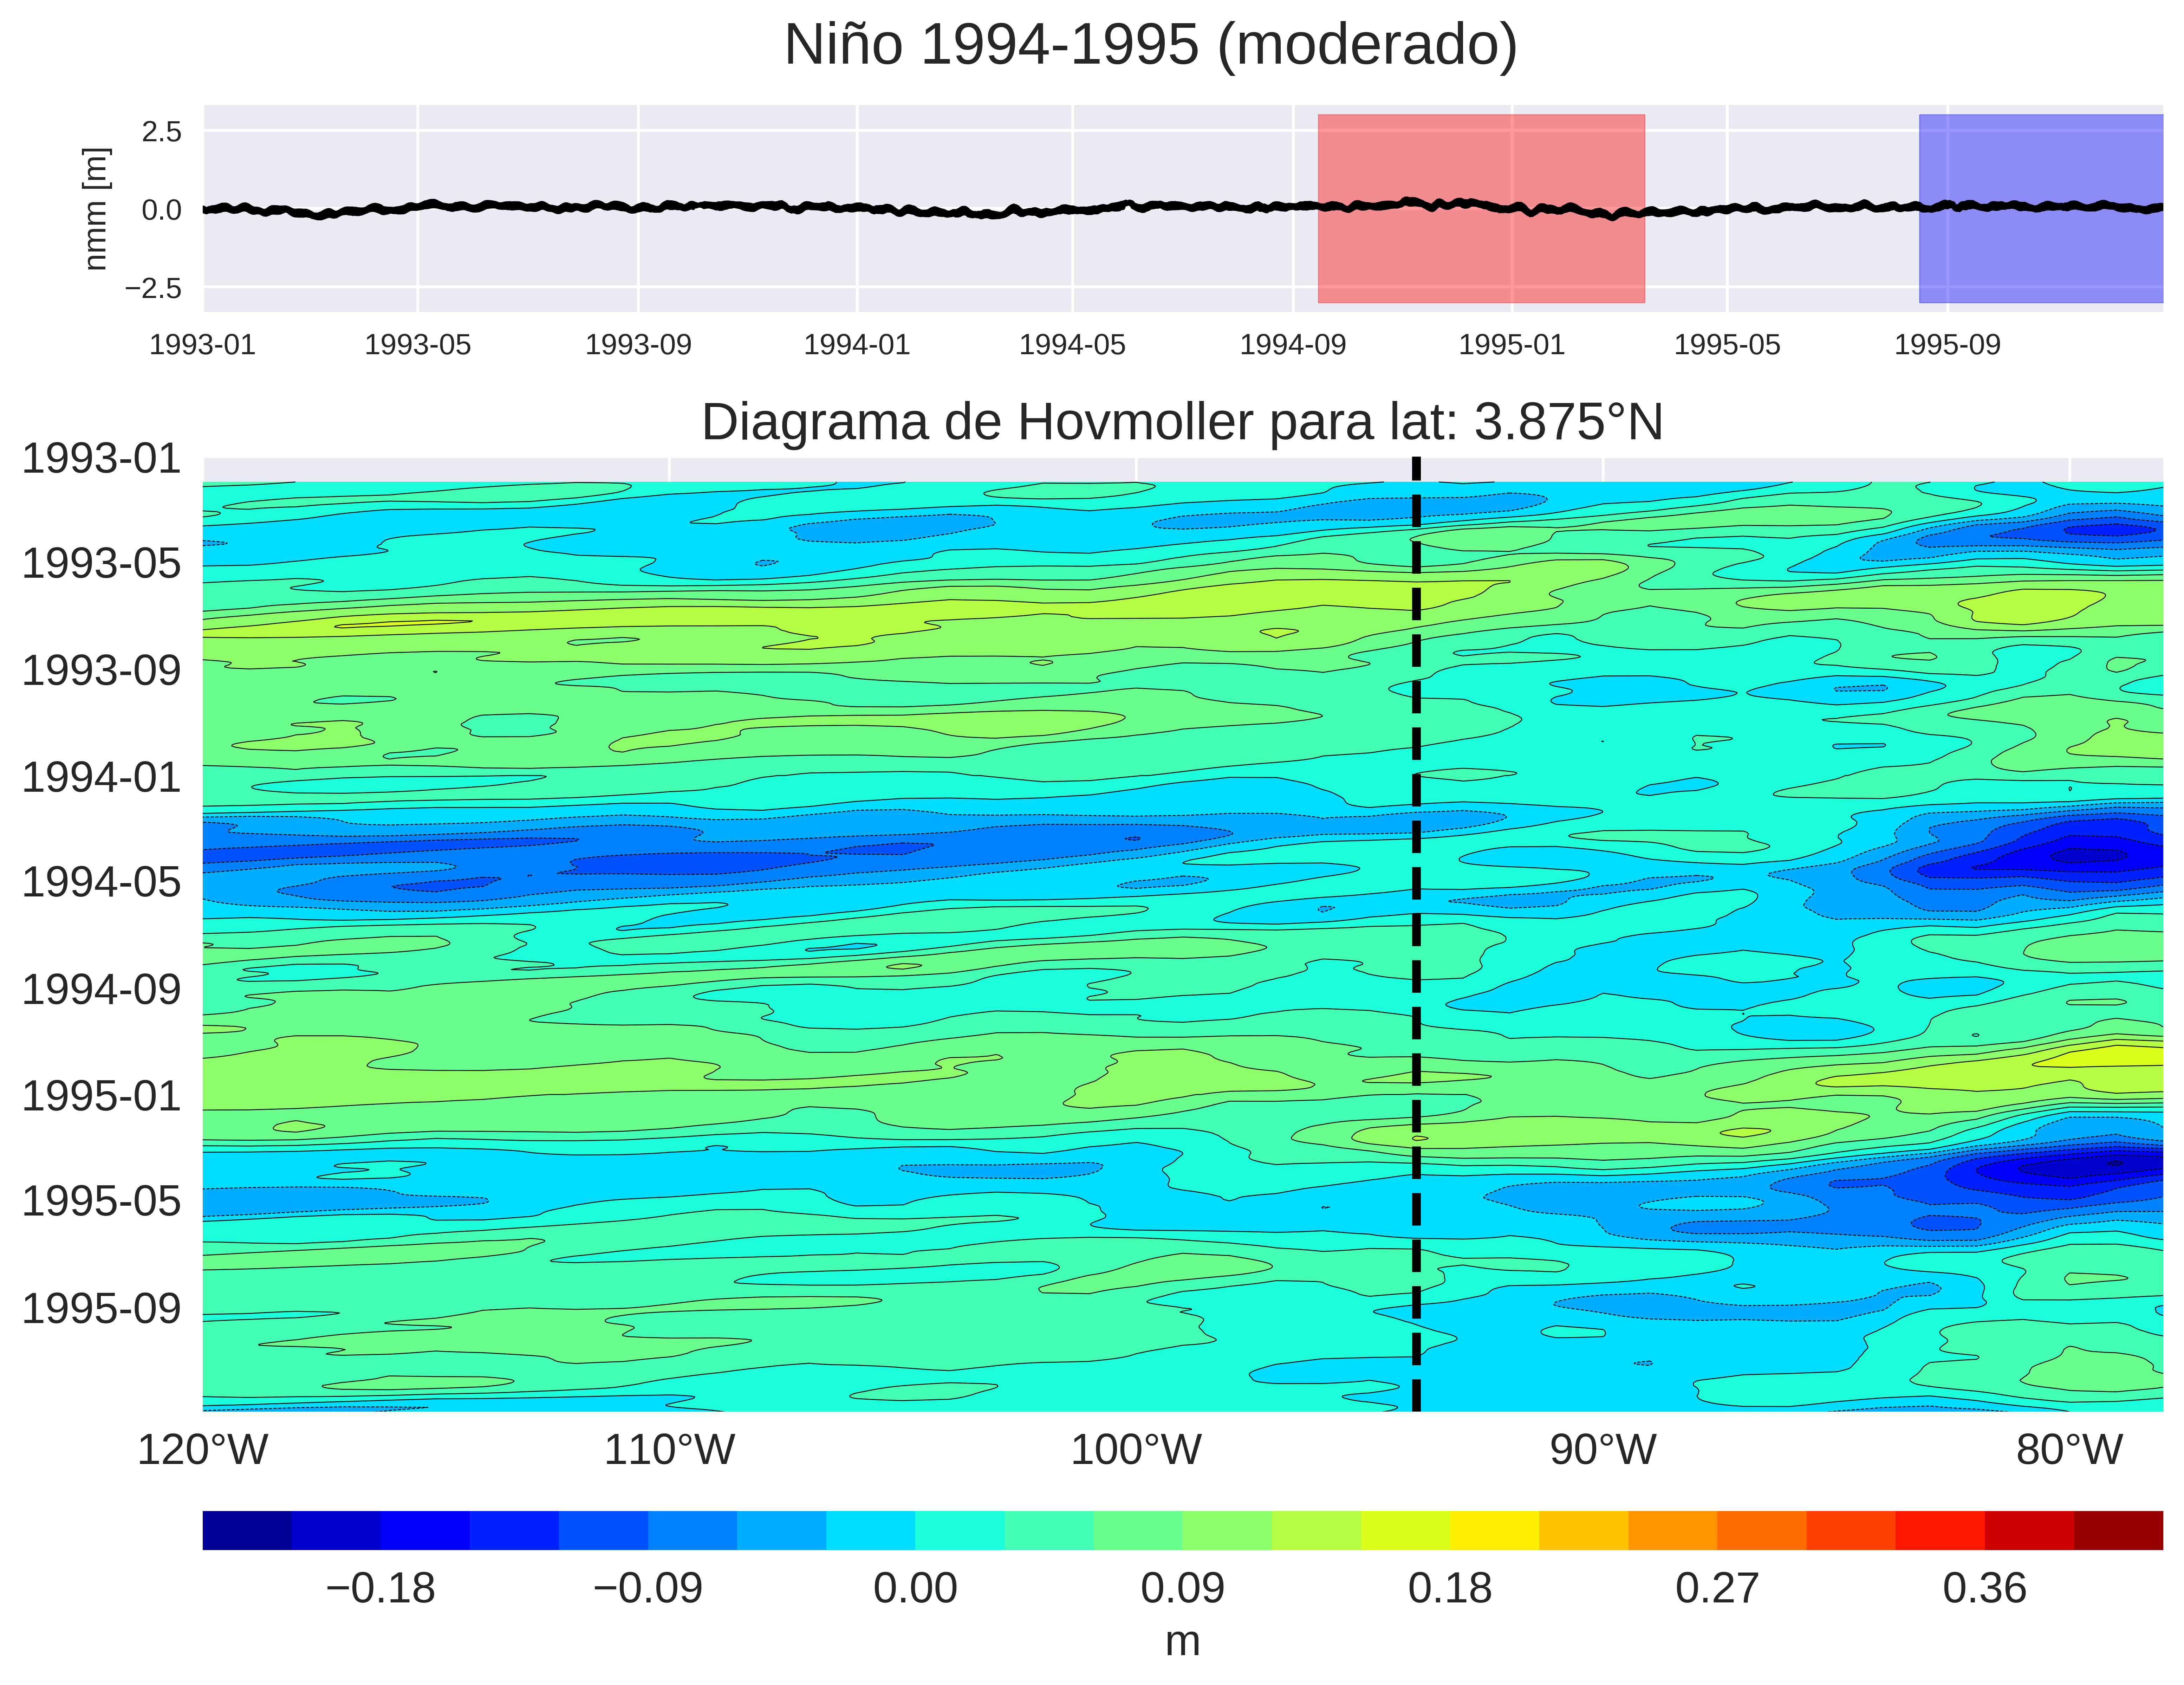 Niño 1994-1995 (moderado)
nmm [m]
2.5
0.0
−2.5
1993-01 1993-05 1993-09 1994-01 1994-05 1994-09 1995-01 1995-05 1995-09
Diagrama de Hovmoller para lat: 3.875°N
1993-01
1993-05
1993-09
1994-01
1994-05
1994-09
1995-01
1995-05
1995-09
120°W 110°W 100°W 90°W 80°W
−0.18 −0.09 0.00 0.09 0.18 0.27 0.36
m